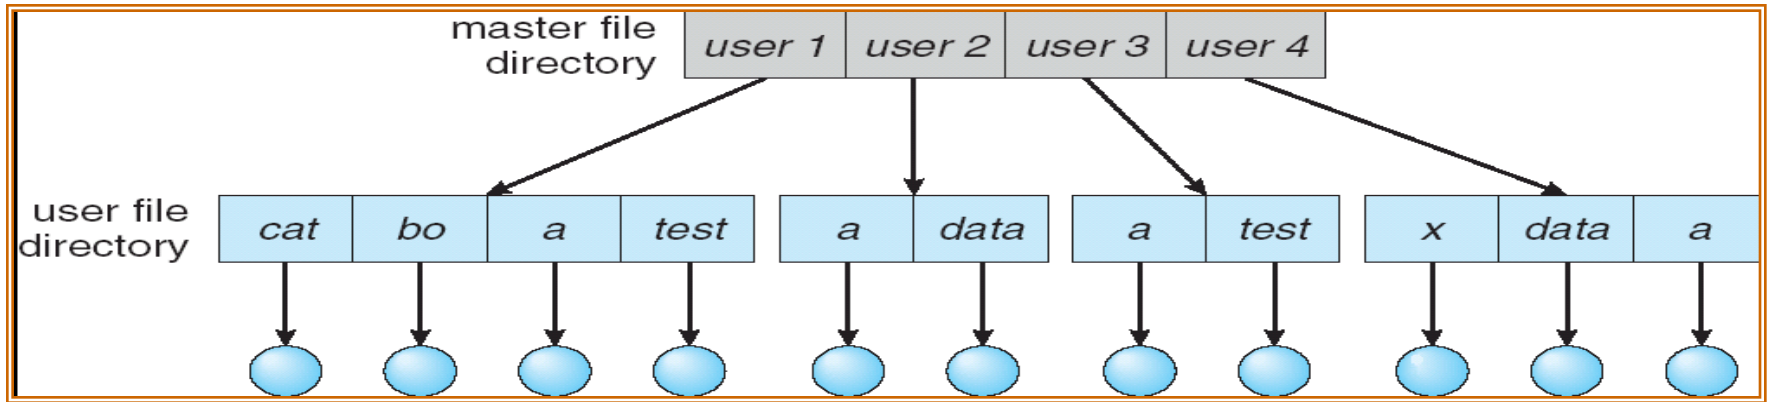 master file
directory
user 1 user 2 user 3 user 4
user file
directory
cat bo a test a data a test x data a